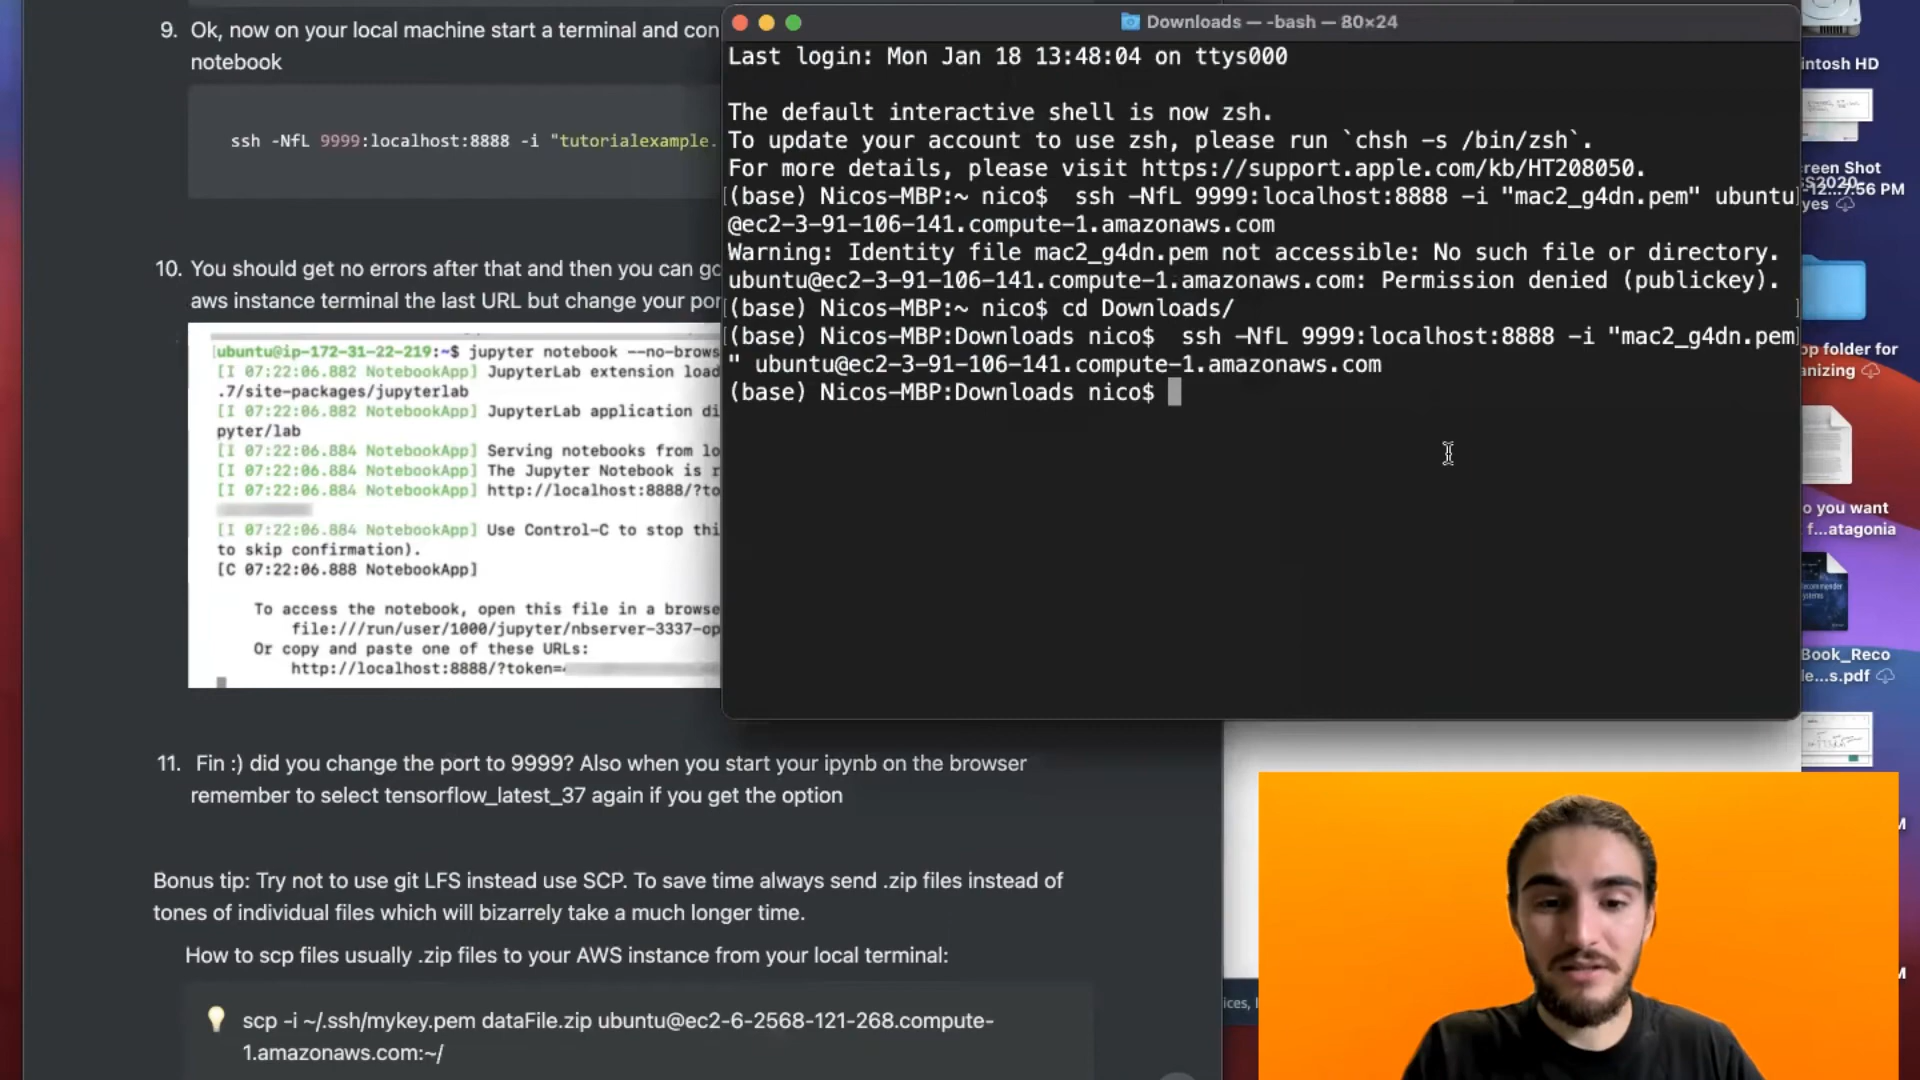 9. Ok, now on your local machine start a terminal and con
notebook
ssh -NfL 9999:localhost:8888 -i "tutorialexample.
10. You should get no errors after that and then you can go
aws instance terminal the last URL but change your por
ubuntu@ip-172-31-22-219:~$ jupyter notebook --no-brows
[I 07:22:06.882 NotebookApp] JupyterLab extension load
.7/site-packages/jupyterlab
[I 07:22:06.882 NotebookApp] JupyterLab application di
pyter/lab
[I 07:22:06.884 NotebookApp] Serving notebooks from lo
[I 07:22:06.884 NotebookApp] The Jupyter Notebook is r
[I 07:22:06.884 NotebookApp] http://localhost:8888/?to
[I 07:22:06.884 NotebookApp] Use Control-C to stop thi
to skip confirmation).
[C 07:22:06.888 NotebookApp]
To access the notebook, open this file in a browse
file:///run/user/1000/jupyter/nbserver-3337-op
Or copy and paste one of these URLs:
http://localhost:8888/?token=
11. Fin :) did you change the port to 9999? Also when you start your ipynb on the browser
remember to select tensorflow_latest_37 again if you get the option
Bonus tip: Try not to use git LFS instead use SCP. To save time always send .zip files instead of
tones of individual files which will bizarrely take a much longer time.
How to scp files usually .zip files to your AWS instance from your local terminal:
scp -i ~/.ssh/mykey.pem dataFile.zip ubuntu@ec2-6-2568-121-268.compute-
1.amazonaws.com:~/
Downloads — -bash — 80×24
Last login: Mon Jan 18 13:48:04 on ttys000
The default interactive shell is now zsh.
To update your account to use zsh, please run `chsh -s /bin/zsh`.
For more details, please visit https://support.apple.com/kb/HT208050.
[(base) Nicos-MBP:~ nico$  ssh -NfL 9999:localhost:8888 -i "mac2_g4dn.pem" ubuntu]
@ec2-3-91-106-141.compute-1.amazonaws.com
Warning: Identity file mac2_g4dn.pem not accessible: No such file or directory.
ubuntu@ec2-3-91-106-141.compute-1.amazonaws.com: Permission denied (publickey).
[(base) Nicos-MBP:~ nico$ cd Downloads/ ]
[(base) Nicos-MBP:Downloads nico$  ssh -NfL 9999:localhost:8888 -i "mac2_g4dn.pem]
" ubuntu@ec2-3-91-106-141.compute-1.amazonaws.com
(base) Nicos-MBP:Downloads nico$
intosh HD
reen Shot
-12...7:56 PM
yes
op folder for
anizing
o you want
f...atagonia
ecommender
ystems
Book_Reco
le...s.pdf
ices, I